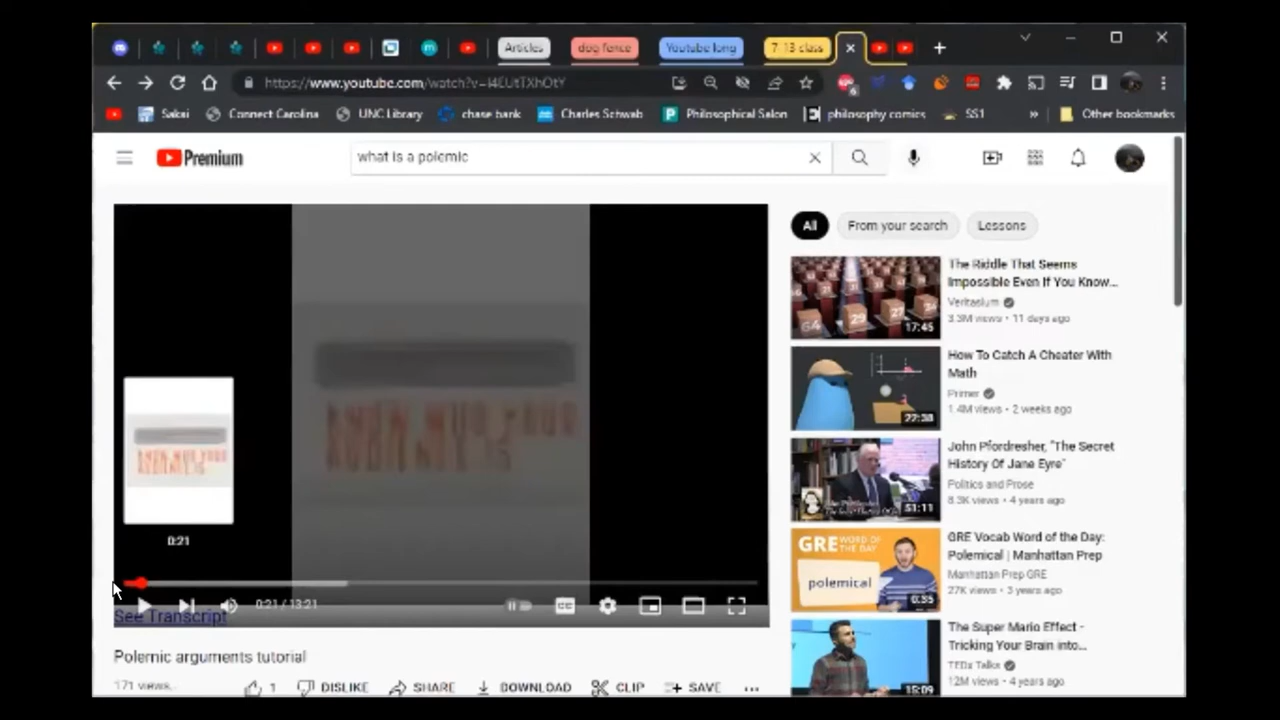 Articles
dog fence
Youtube long
7-13 class
https://www.youtube.com/watch?v=
Sakai
Connect Carolina
UNC Library
chase bank
Charles Schwab
Philosophical Salon
philosophy comics
SS1
»
Other bookmarks
Premium
what is a polemic
All
From your search
Lessons
The Riddle That Seems
Impossible Even If You Know...
Veritasium
3.3M views • 11 days ago
17:45
How To Catch A Cheater With
Math
Primer
1.4M views • 2 weeks ago
22:38
John Pfordresher, "The Secret
History Of Jane Eyre"
Politics and Prose
8.3K views • 4 years ago
51:11
GRE Vocab Word of the Day:
Polemical | Manhattan Prep
Manhattan Prep GRE
27K views • 3 years ago
GRE WORD OF
THE DAY
polemical
0:35
The Super Mario Effect -
Tricking Your Brain into...
TEDx Talks
12M views • 4 years ago
15:09
0:21
0:21 / 13:21
CC
See Transcript
Polemic arguments tutorial
171 views
1
DISLIKE
SHARE
DOWNLOAD
CLIP
SAVE
...